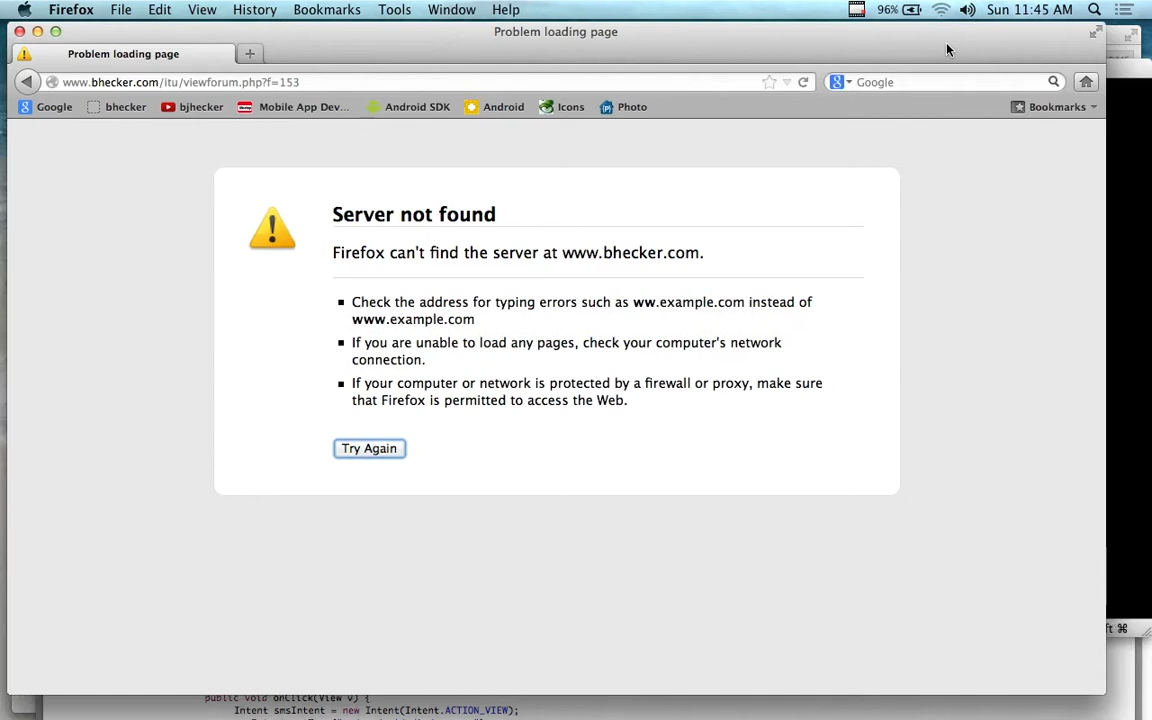 Firefox File Edit View History Bookmarks Tools Window Help 96% Sun 11:45 AM
Problem loading page
Problem loading page
www.bhecker.com/itu/viewforum.php?f=153 Google
Google bhecker bjhecker Mobile App Dev... Android SDK Android Icons Photo Bookmarks
Server not found
Firefox can't find the server at www.bhecker.com.
Check the address for typing errors such as ww.example.com instead of
www.example.com
If you are unable to load any pages, check your computer's network
connection.
If your computer or network is protected by a firewall or proxy, make sure
that Firefox is permitted to access the Web.
Try Again
ft ⌘
public void onClick(View v) {
Intent smsIntent = new Intent(Intent.ACTION_VIEW);